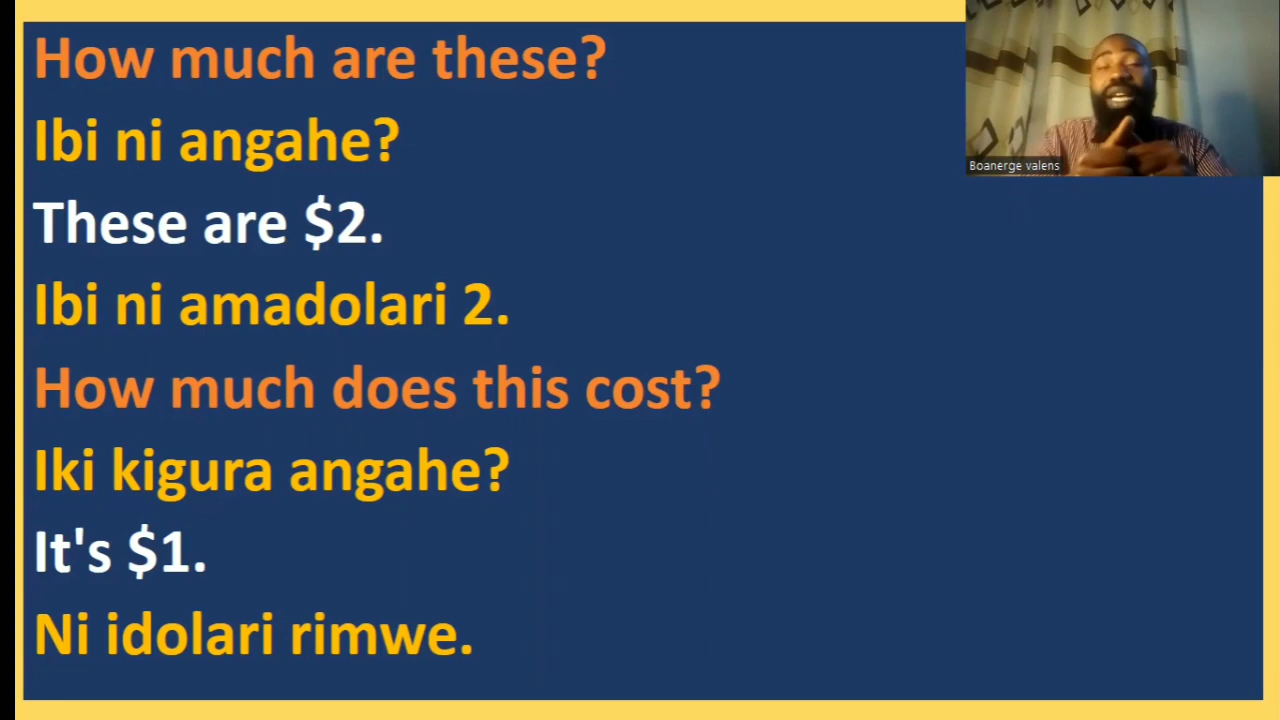 How much are these?
Ibi ni angahe?
These are $2.
Ibi ni amadolari 2.
How much does this cost?
Iki kigura angahe?
It's $1.
Ni idolari rimwe.
Boanerge valens